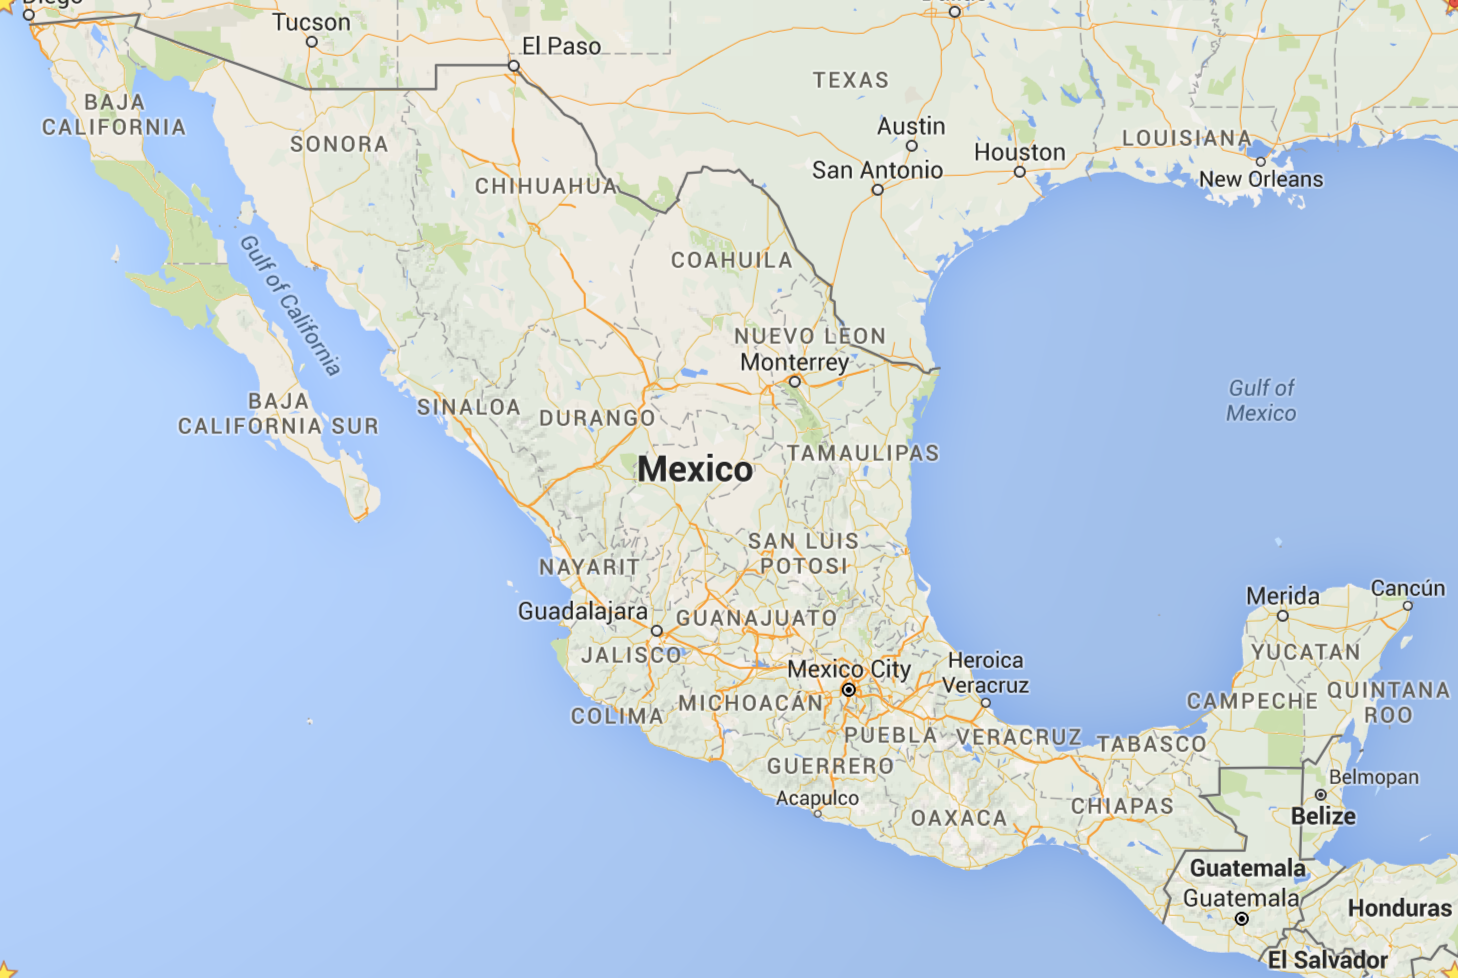 Diego
Tucson
El Paso
TEXAS
BAJA
CALIFORNIA
SONORA
Austin
Houston
LOUISIANA
San Antonio
New Orleans
CHIHUAHUA
Gulf of California
COAHUILA
NUEVO LEON
Monterrey
Gulf of
Mexico
BAJA
CALIFORNIA SUR
SINALOA
DURANGO
TAMAULIPAS
Mexico
SAN LUIS
POTOSI
NAYARIT
Guadalajara
GUANAJUATO
Merida
Cancún
JALISCO
Mexico City
Heroica
Veracruz
YUCATAN
COLIMA
MICHOACÁN
CAMPECHE
QUINTANA
ROO
PUEBLA
VERACRUZ
TABASCO
GUERRERO
Acapulco
OAXACA
CHIAPAS
Belmopan
Belize
Guatemala
Guatemala
Honduras
El Salvador